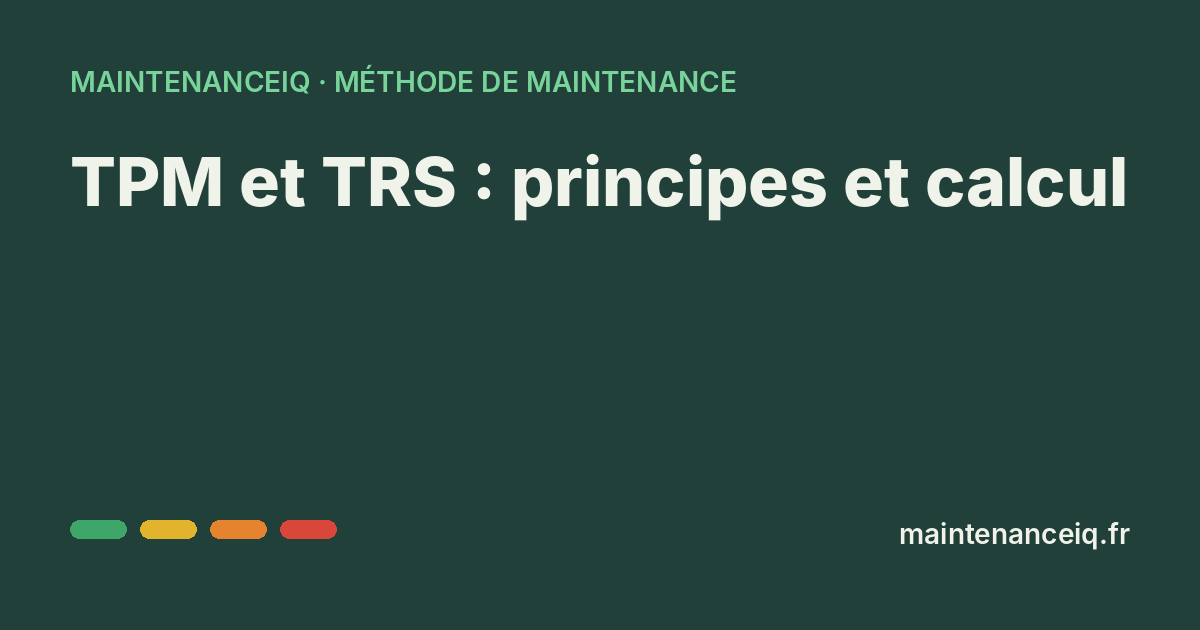 MAINTENANCEIQ · MÉTHODE DE MAINTENANCE
TPM et TRS : principes et calcul
maintenanceiq.fr